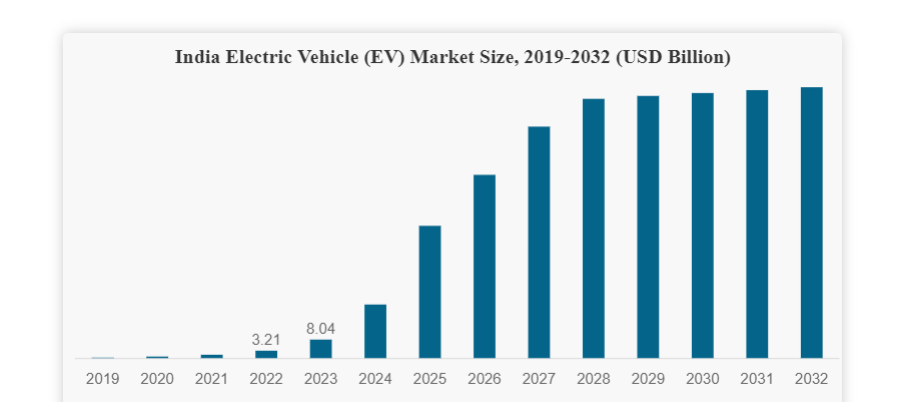 India Electric Vehicle (EV) Market Size, 2019-2032 (USD Billion)
3.21 8.04
2019 2020 2021 2022 2023 2024 2025 2026 2027 2028 2029 2030 2031 2032